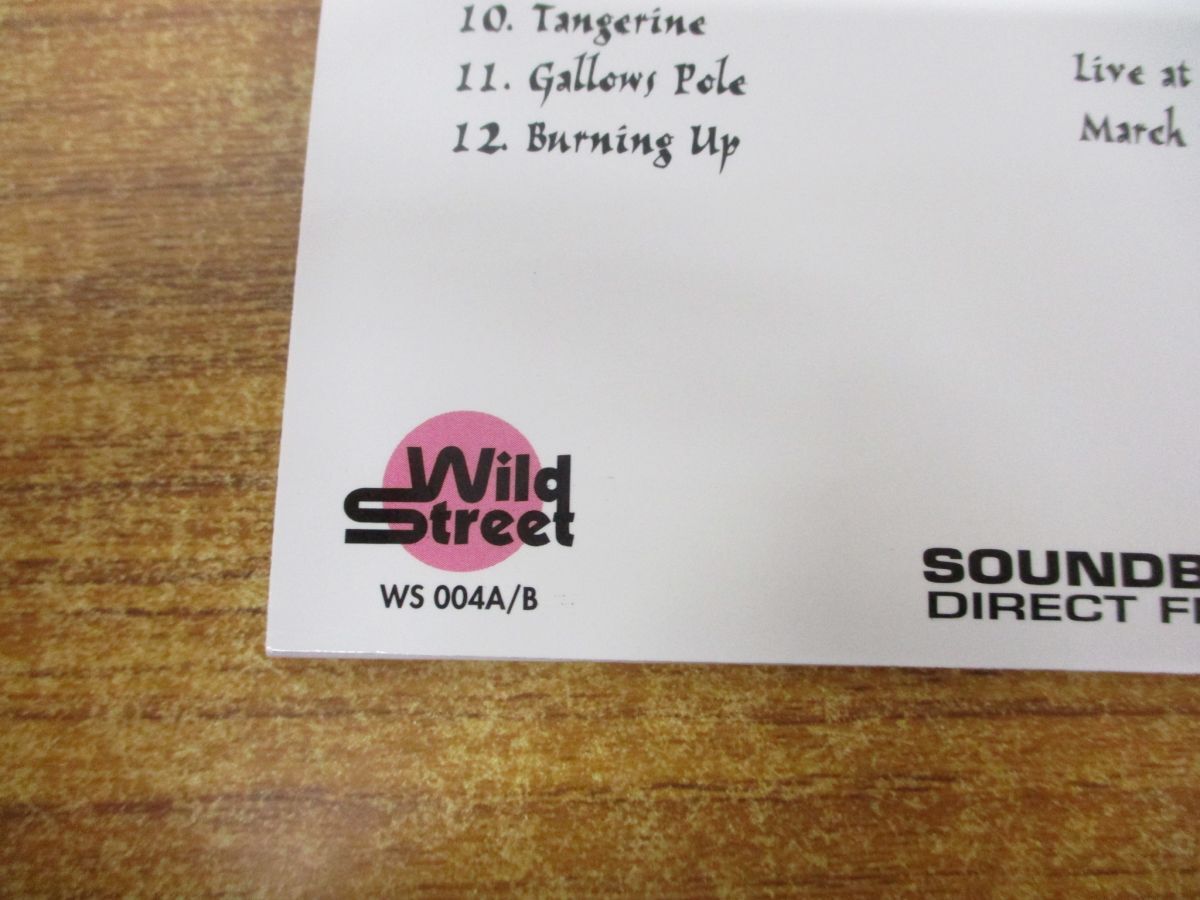 10. Tangerine
11. Gallows Pole
12. Burning Up
Live at
March
Wild
Street
WS 004A/B
SOUNDB
DIRECT F